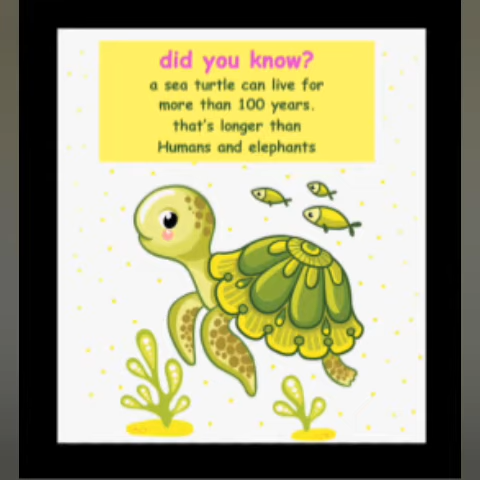 did you know?
a sea turtle can live for
more than 100 years.
that's longer than
Humans and elephants